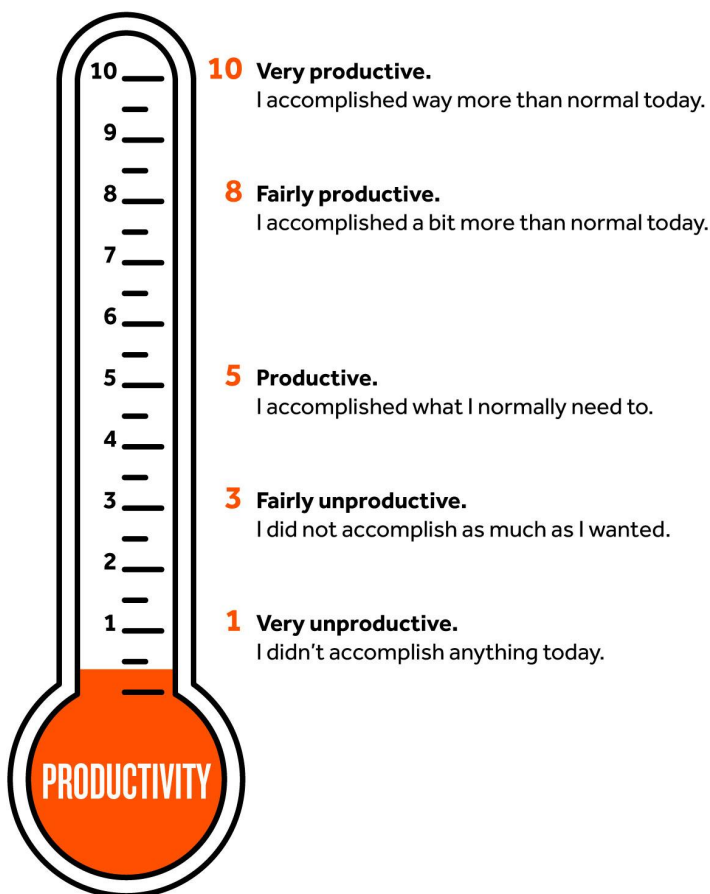 10 10 Very productive.
I accomplished way more than normal today.
9
8 8 Fairly productive.
I accomplished a bit more than normal today.
7
6
5 5 Productive.
I accomplished what I normally need to.
4
3 3 Fairly unproductive.
I did not accomplish as much as I wanted.
2
1 1 Very unproductive.
I didn't accomplish anything today.
PRODUCTIVITY